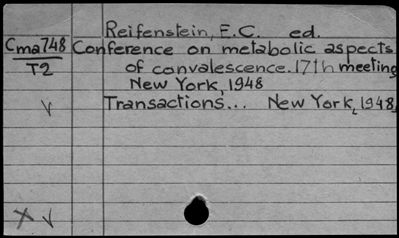 Reifenstein, E.C. ed.
Cma748 Conference on metabolic aspects
T2 of convalescence. 17th meeting
New York, 1948
v Transactions... New York, 1948,
x v